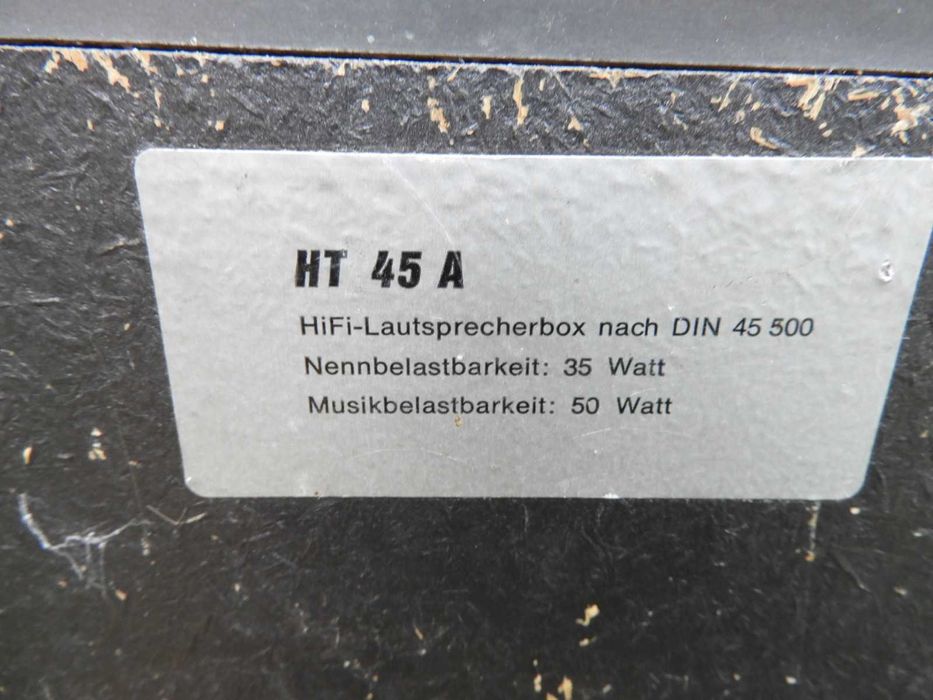 HT 45 A
HiFi-Lautsprecherbox nach DIN 45 500
Nennbelastbarkeit: 35 Watt
Musikbelastbarkeit: 50 Watt